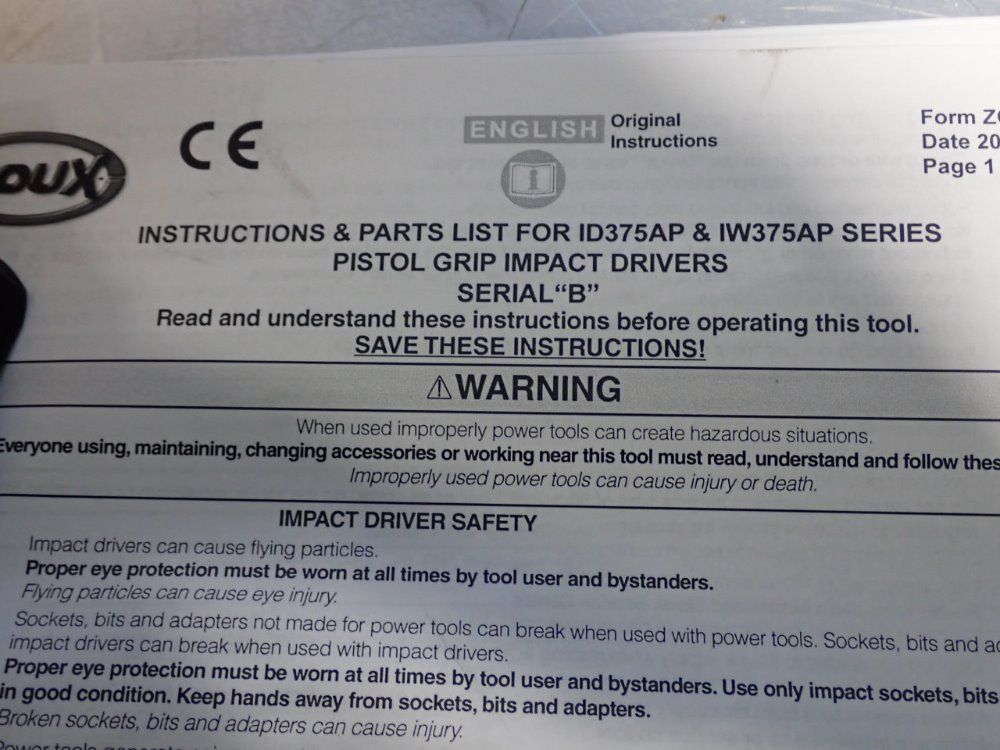 OUX
CE
ENGLISH Original
Instructions
Form
Date 20
Page 1
INSTRUCTIONS & PARTS LIST FOR ID375AP & IW375AP SERIES
PISTOL GRIP IMPACT DRIVERS
SERIAL“B”
Read and understand these instructions before operating this tool.
SAVE THESE INSTRUCTIONS!
⚠WARNING
When used improperly power tools can create hazardous situations.
Everyone using, maintaining, changing accessories or working near this tool must read, understand and follow thes
Improperly used power tools can cause injury or death.
IMPACT DRIVER SAFETY
Impact drivers can cause flying particles.
Proper eye protection must be worn at all times by tool user and bystanders.
Flying particles can cause eye injury.
Sockets, bits and adapters not made for power tools can break when used with power tools. Sockets, bits and
impact drivers can break when used with impact drivers.
Proper eye protection must be worn at all times by tool user and bystanders. Use only impact sockets, bits
in good condition. Keep hands away from sockets, bits and adapters.
Broken sockets, bits and adapters can cause injury.
Power tools